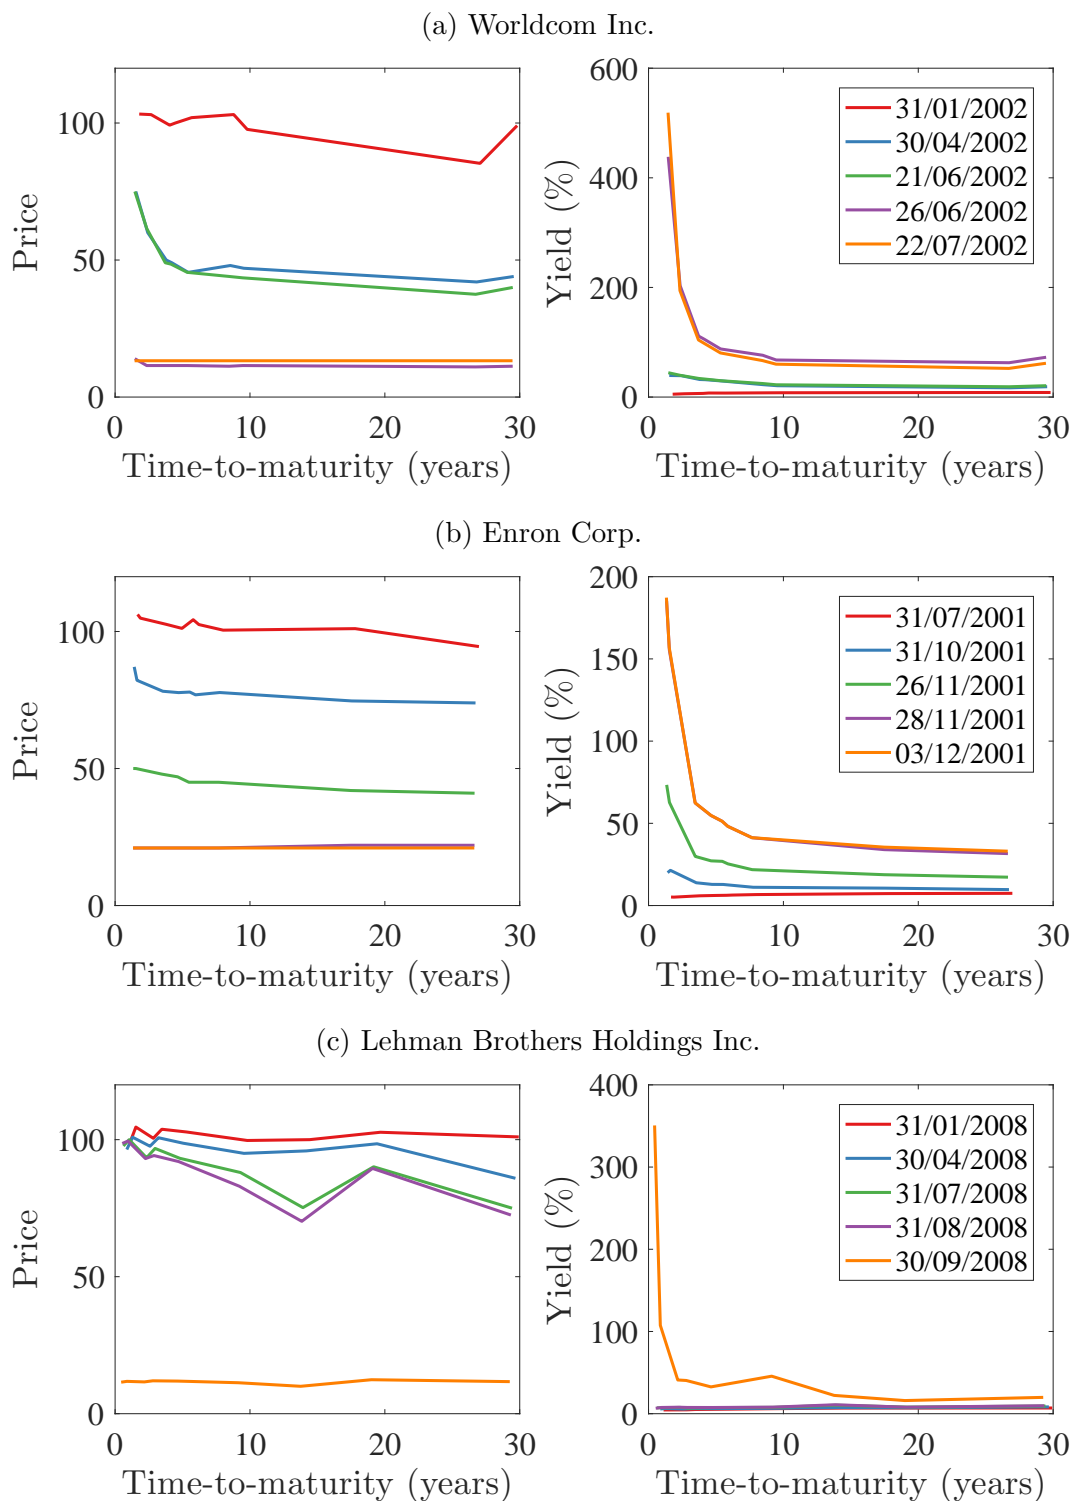 (a) Worldcom Inc.
Price
100
50
0
0 10 20 30
Time-to-maturity (years)
Yield (%)
600
400
200
0
0 10 20 30
Time-to-maturity (years)
31/01/2002
30/04/2002
21/06/2002
26/06/2002
22/07/2002
(b) Enron Corp.
Price
100
50
0
0 10 20 30
Time-to-maturity (years)
Yield (%)
200
150
100
50
0
0 10 20 30
Time-to-maturity (years)
31/07/2001
31/10/2001
26/11/2001
28/11/2001
03/12/2001
(c) Lehman Brothers Holdings Inc.
Price
100
50
0
0 10 20 30
Time-to-maturity (years)
Yield (%)
400
300
200
100
0
0 10 20 30
Time-to-maturity (years)
31/01/2008
30/04/2008
31/07/2008
31/08/2008
30/09/2008